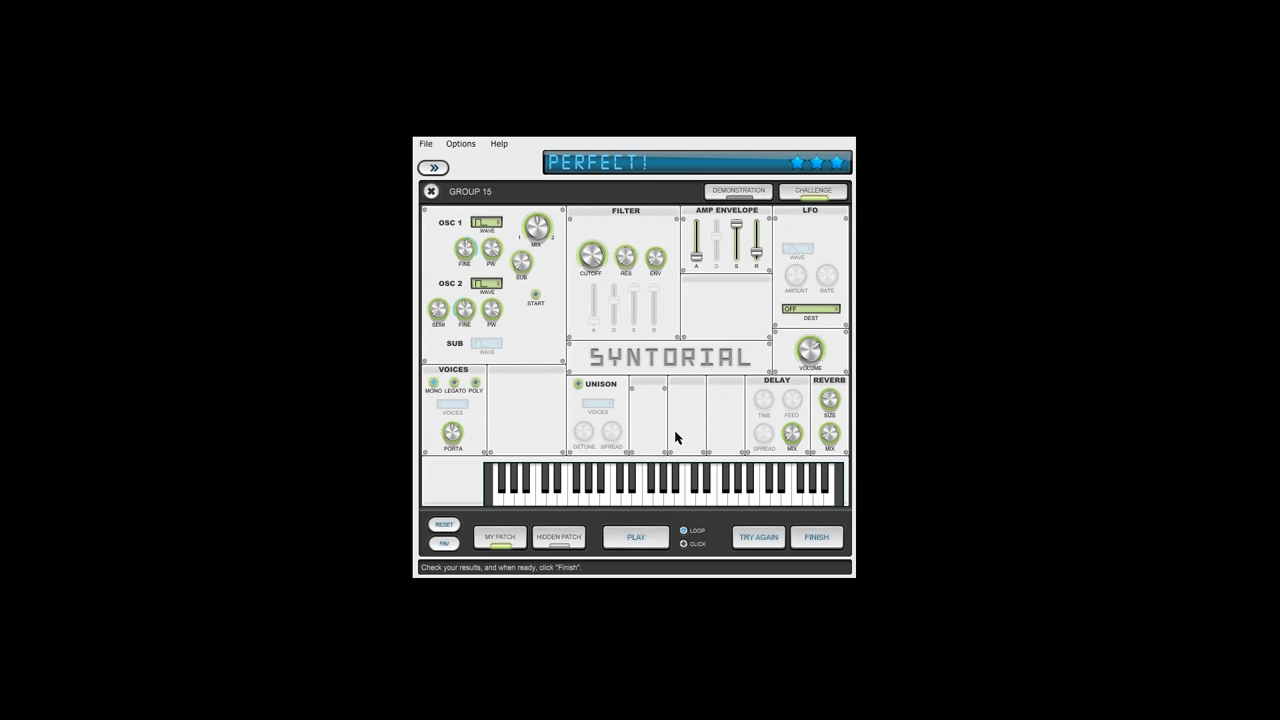 File Options Help
PERFECT!
GROUP 15
DEMONSTRATION
CHALLENGE
OSC 1
WAVE
1 MIX 2
FINE PW
SUB
OSC 2
WAVE
START
SEMI FINE PW
SUB
WAVE
FILTER
CUTOFF RES ENV
A D S R
AMP ENVELOPE
A D S R
LFO
WAVE
AMOUNT RATE
OFF
DEST
SYNTORIAL
VOLUME
VOICES
MONO LEGATO POLY
VOICES
PORTA
UNISON
VOICES
DETUNE SPREAD
DELAY
TIME FEED
SPREAD MIX
REVERB
SIZE
MIX
RESET
FAV
MY PATCH
HIDDEN PATCH
PLAY
LOOP
CLICK
TRY AGAIN
FINISH
Check your results, and when ready, click "Finish".